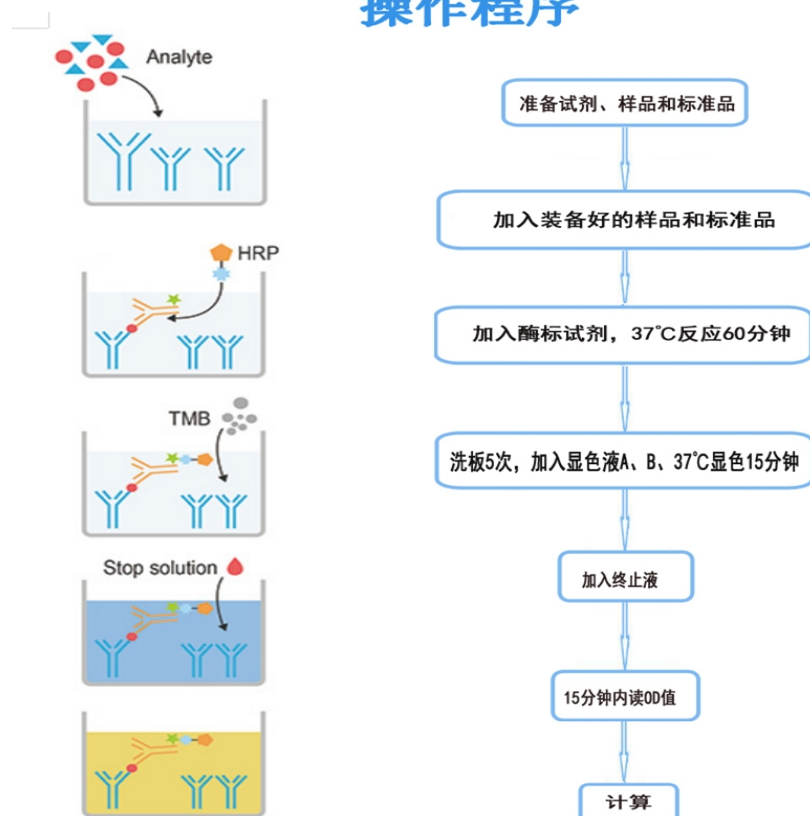 操作程序
Analyte
HRP
TMB
Stop solution
准备试剂、样品和标准品
加入装备好的样品和标准品
加入酶标试剂，37℃反应60分钟
洗板5次，加入显色液A、B、37℃显色15分钟
加入终止液
15分钟内读OD值
计算